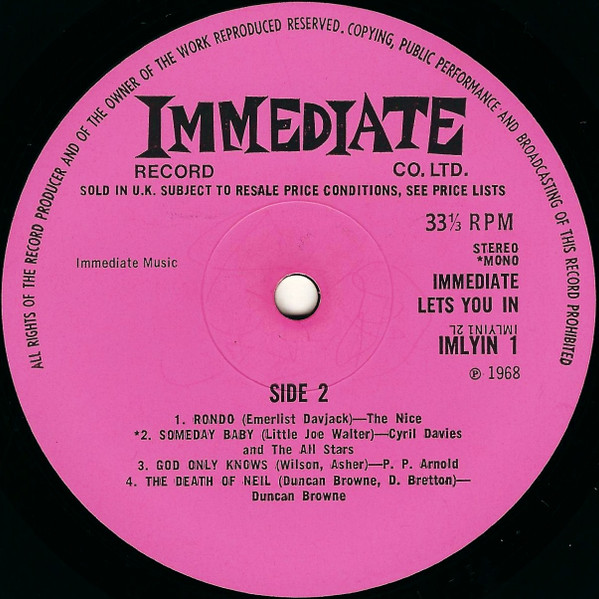 ALL RIGHTS OF THE RECORD PRODUCER AND OF THE OWNER OF THE WORK REPRODUCED RESERVED. COPYING, PUBLIC PERFORMANCE AND BROADCASTING OF THIS RECORD PROHIBITED
IMMEDIATE
RECORD CO. LTD.
SOLD IN U.K. SUBJECT TO RESALE PRICE CONDITIONS, SEE PRICE LISTS
33⅓ RPM
STEREO
*MONO
Immediate Music
IMMEDIATE
LETS YOU IN
IMLYIN1 2L
IMLYIN 1
℗ 1968
SIDE 2
1. RONDO (Emerlist Davjack)—The Nice
*2. SOMEDAY BABY (Little Joe Walter)—Cyril Davies
and The All Stars
3. GOD ONLY KNOWS (Wilson, Asher)—P. P. Arnold
4. THE DEATH OF NEIL (Duncan Browne, D. Bretton)—
Duncan Browne